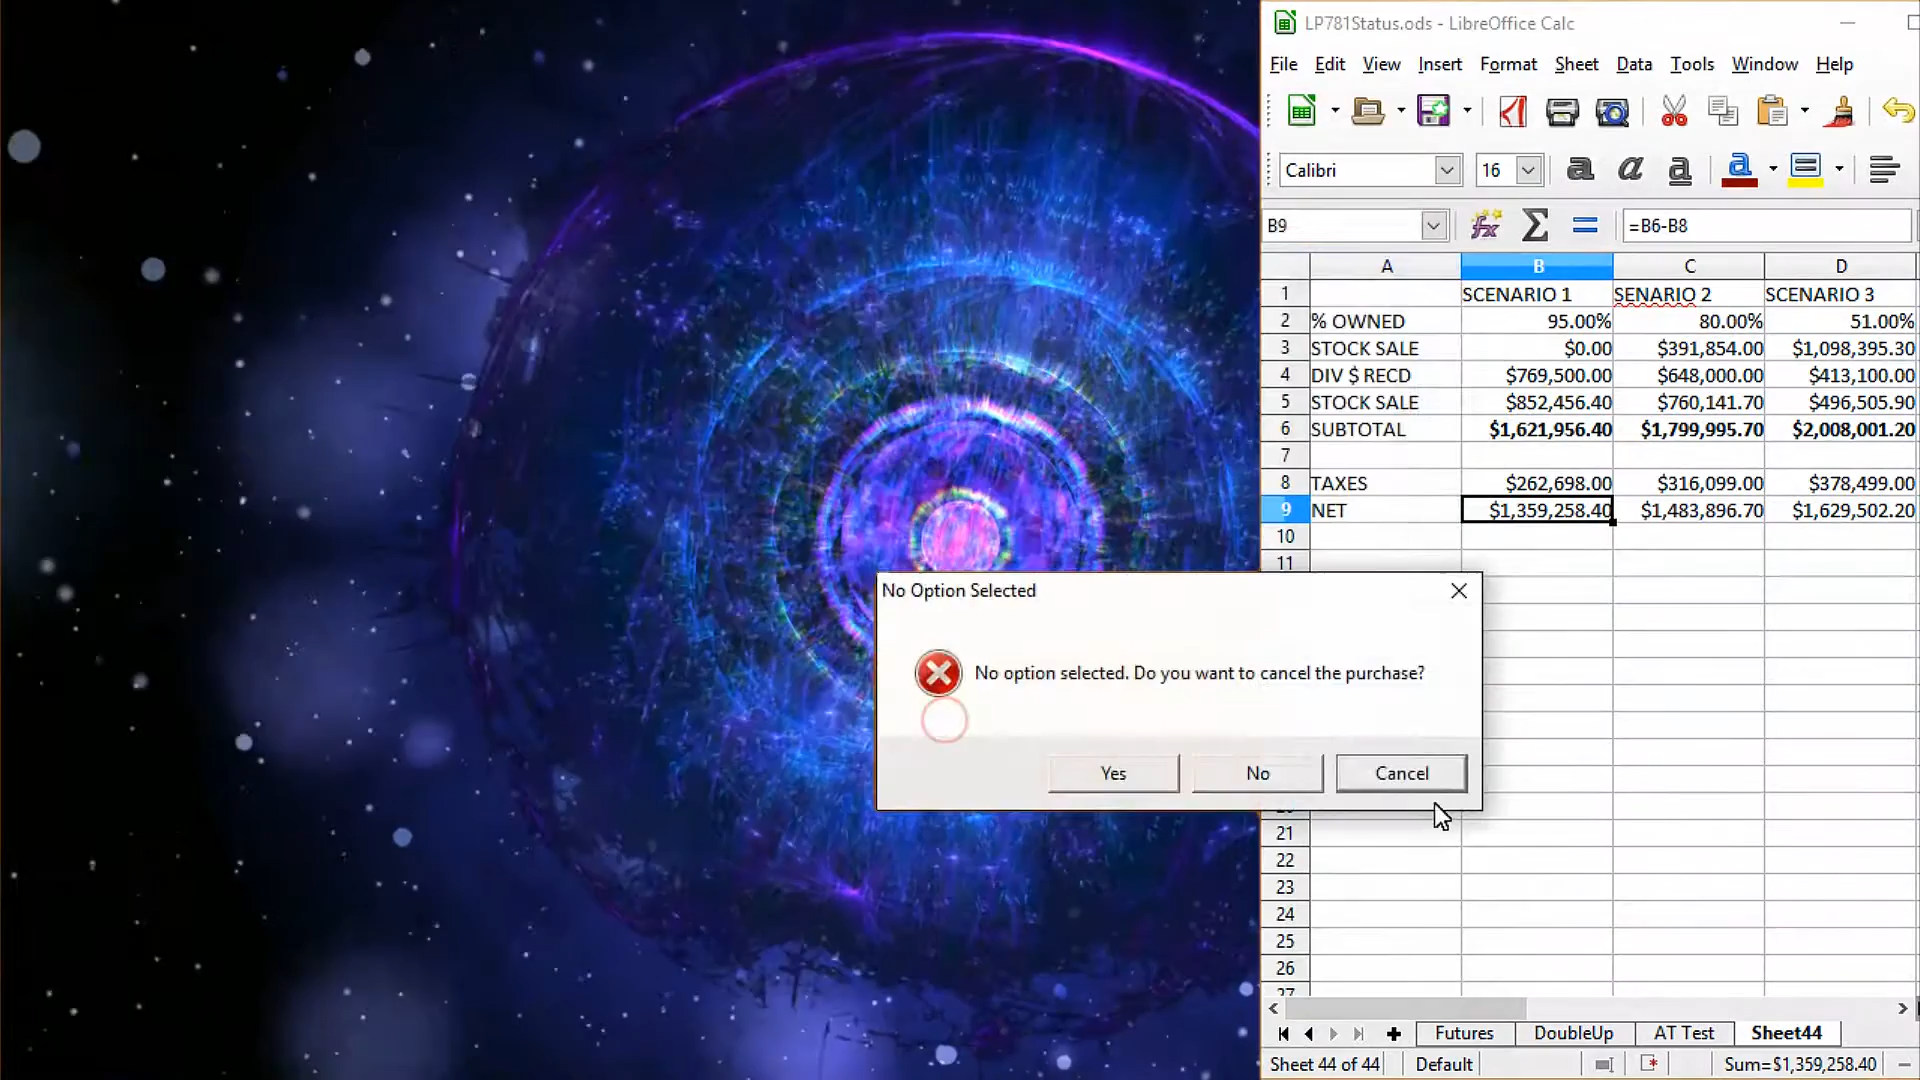 LP781Status.ods - LibreOffice Calc
File Edit View Insert Format Sheet Data Tools Window Help
Calibri 16
B9 =B6-B8
A B C D
1 SCENARIO 1 SENARIO 2 SCENARIO 3
2 % OWNED 95.00% 80.00% 51.00%
3 STOCK SALE $0.00 $391,854.00 $1,098,395.30
4 DIV $ RECD $769,500.00 $648,000.00 $413,100.00
5 STOCK SALE $852,456.40 $760,141.70 $496,505.90
6 SUBTOTAL $1,621,956.40 $1,799,995.70 $2,008,001.20
7
8 TAXES $262,698.00 $316,099.00 $378,499.00
9 NET $1,359,258.40 $1,483,896.70 $1,629,502.20
10
11
No Option Selected
No option selected. Do you want to cancel the purchase?
Yes No Cancel
21
22
23
24
25
26
27
Futures DoubleUp AT Test Sheet44
Sheet 44 of 44 Default Sum=$1,359,258.40